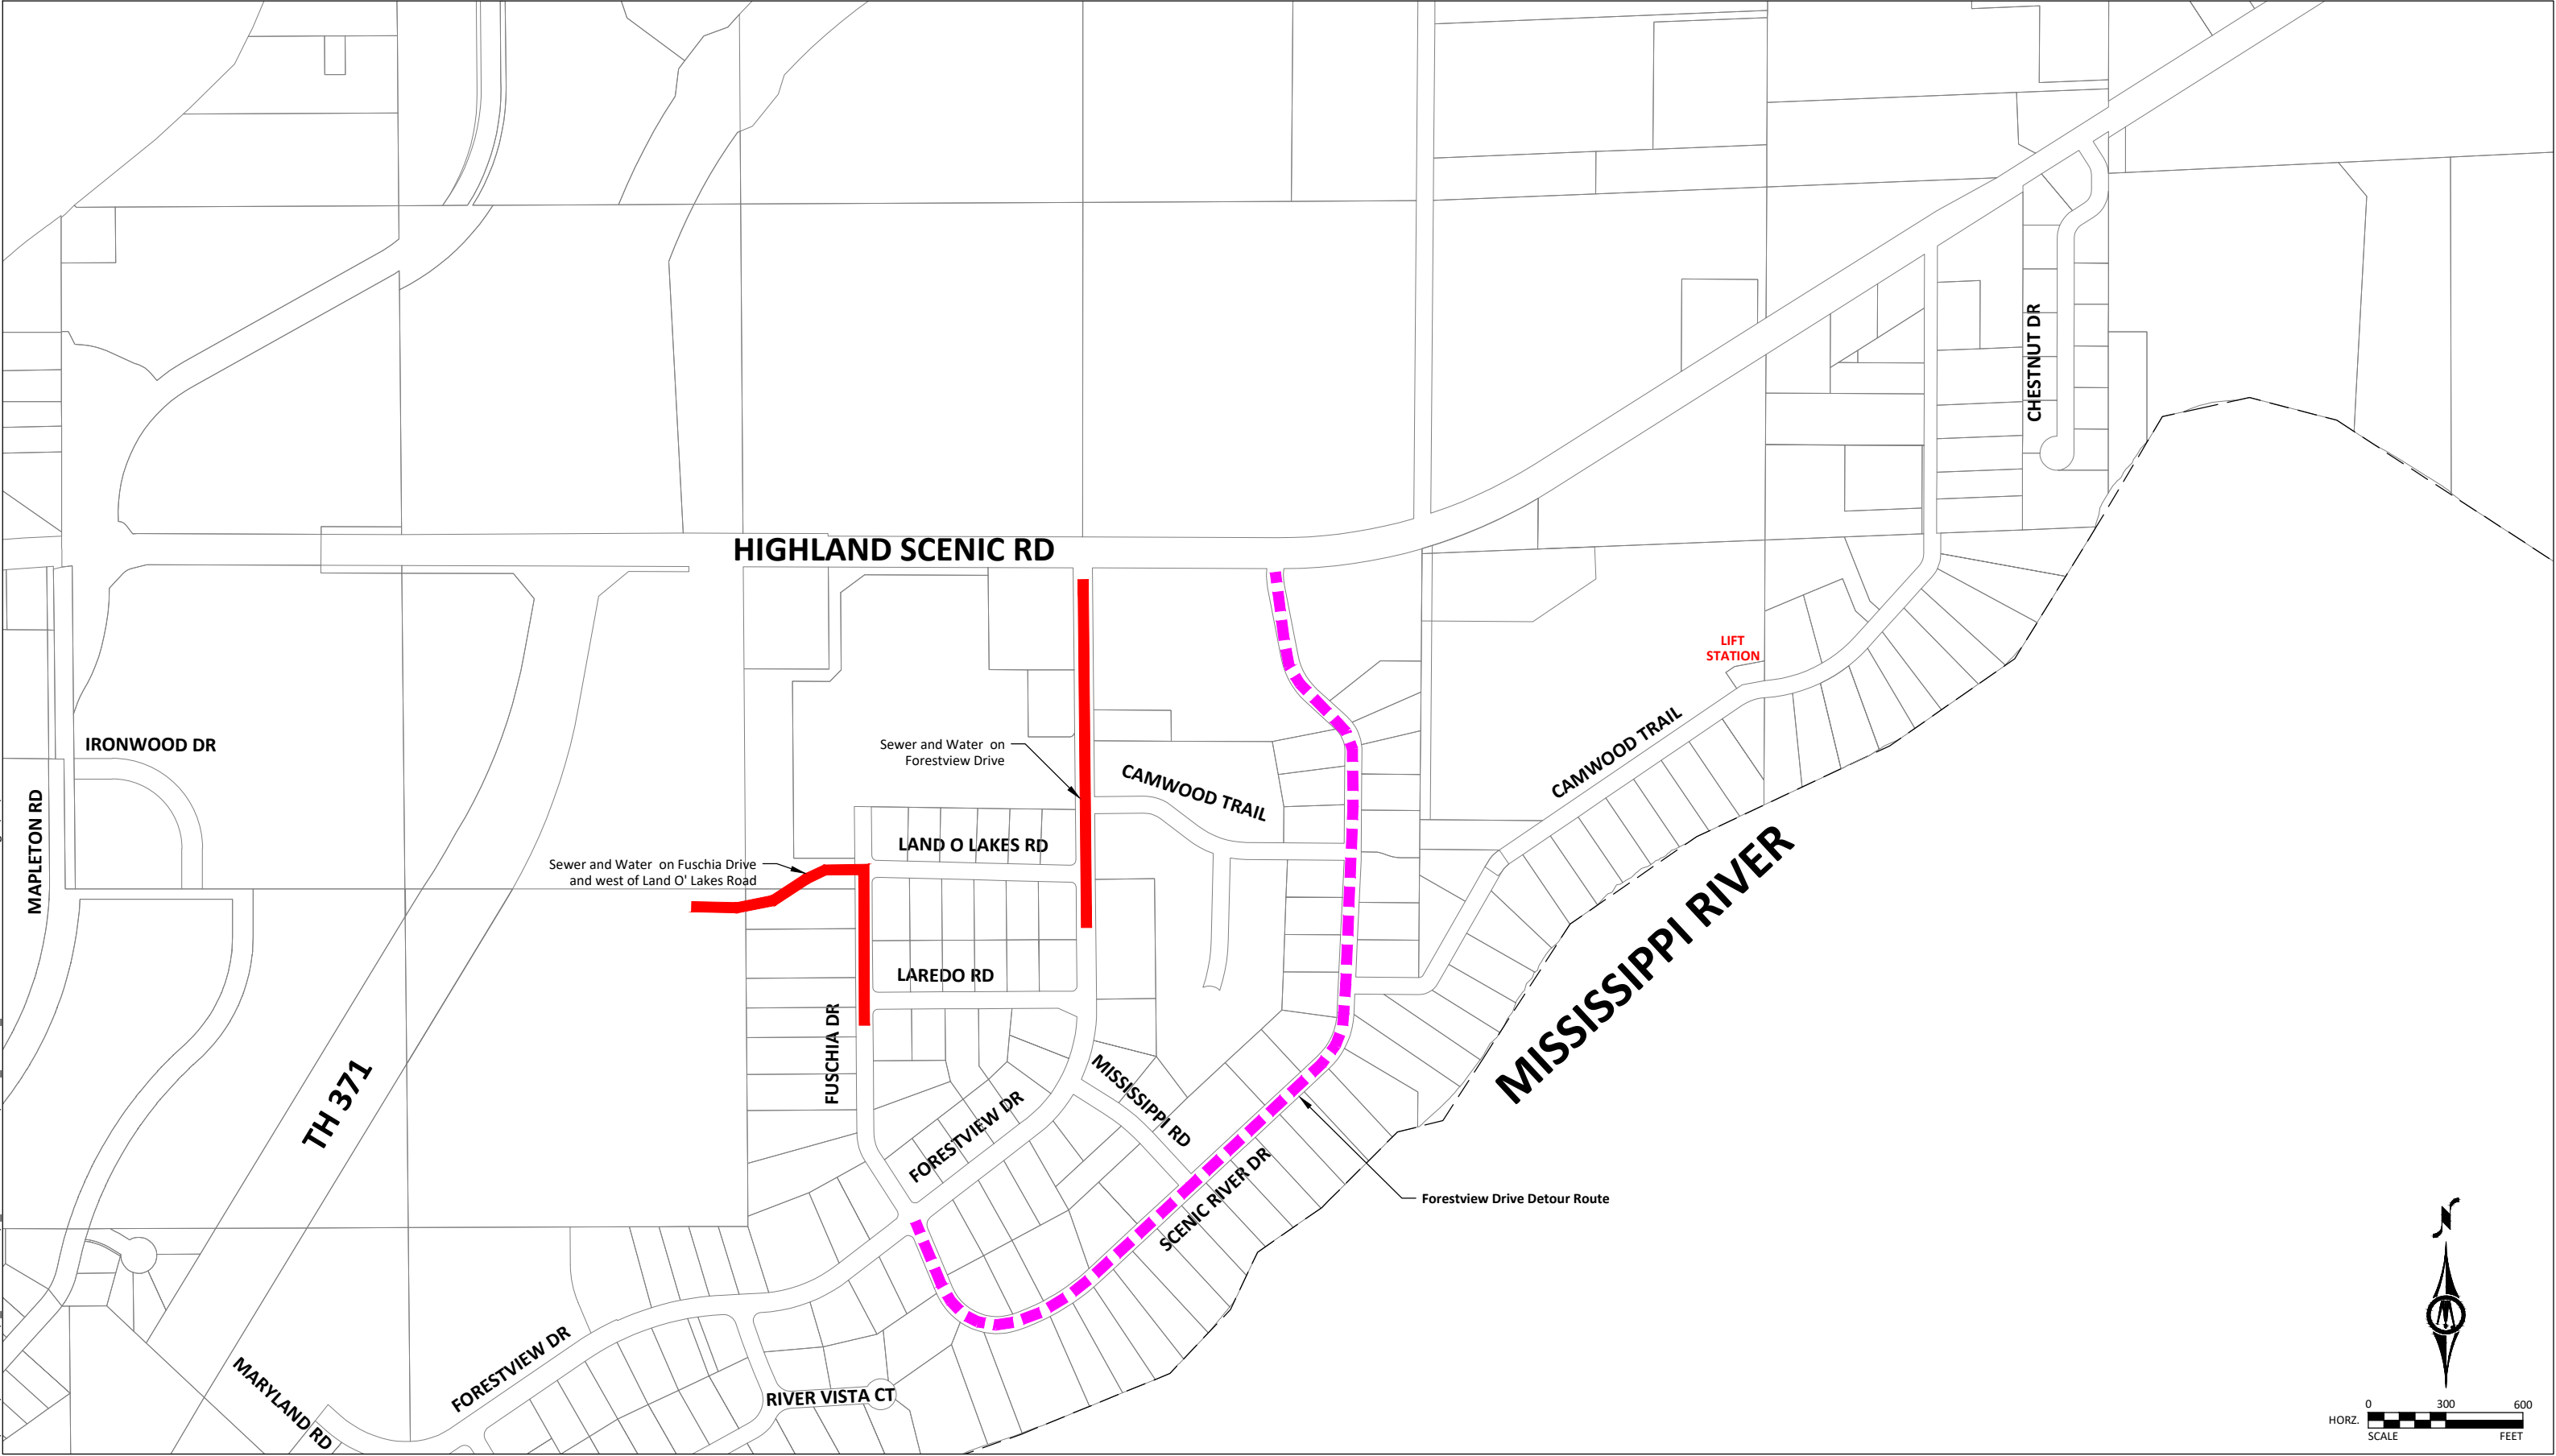 CHESTNUT DR
HIGHLAND SCENIC RD
LIFT
STATION
IRONWOOD DR
CAMWOOD TRAIL
Sewer and Water on
Forestview Drive
CAMWOOD TRAIL
MAPLETON RD
LAND O LAKES RD
Sewer and Water on Fuschia Drive
and west of Land O' Lakes Road
MISSISSIPPI RIVER
LAREDO RD
FUSCHIA DR
TH 371
MISSISSIPPI RD
FORESTVIEW DR
SCENIC RIVER DR
Forestview Drive Detour Route
N
FORESTVIEW DR
MARYLAND RD
RIVER VISTA CT
0 300 600
HORZ.
SCALE FEET